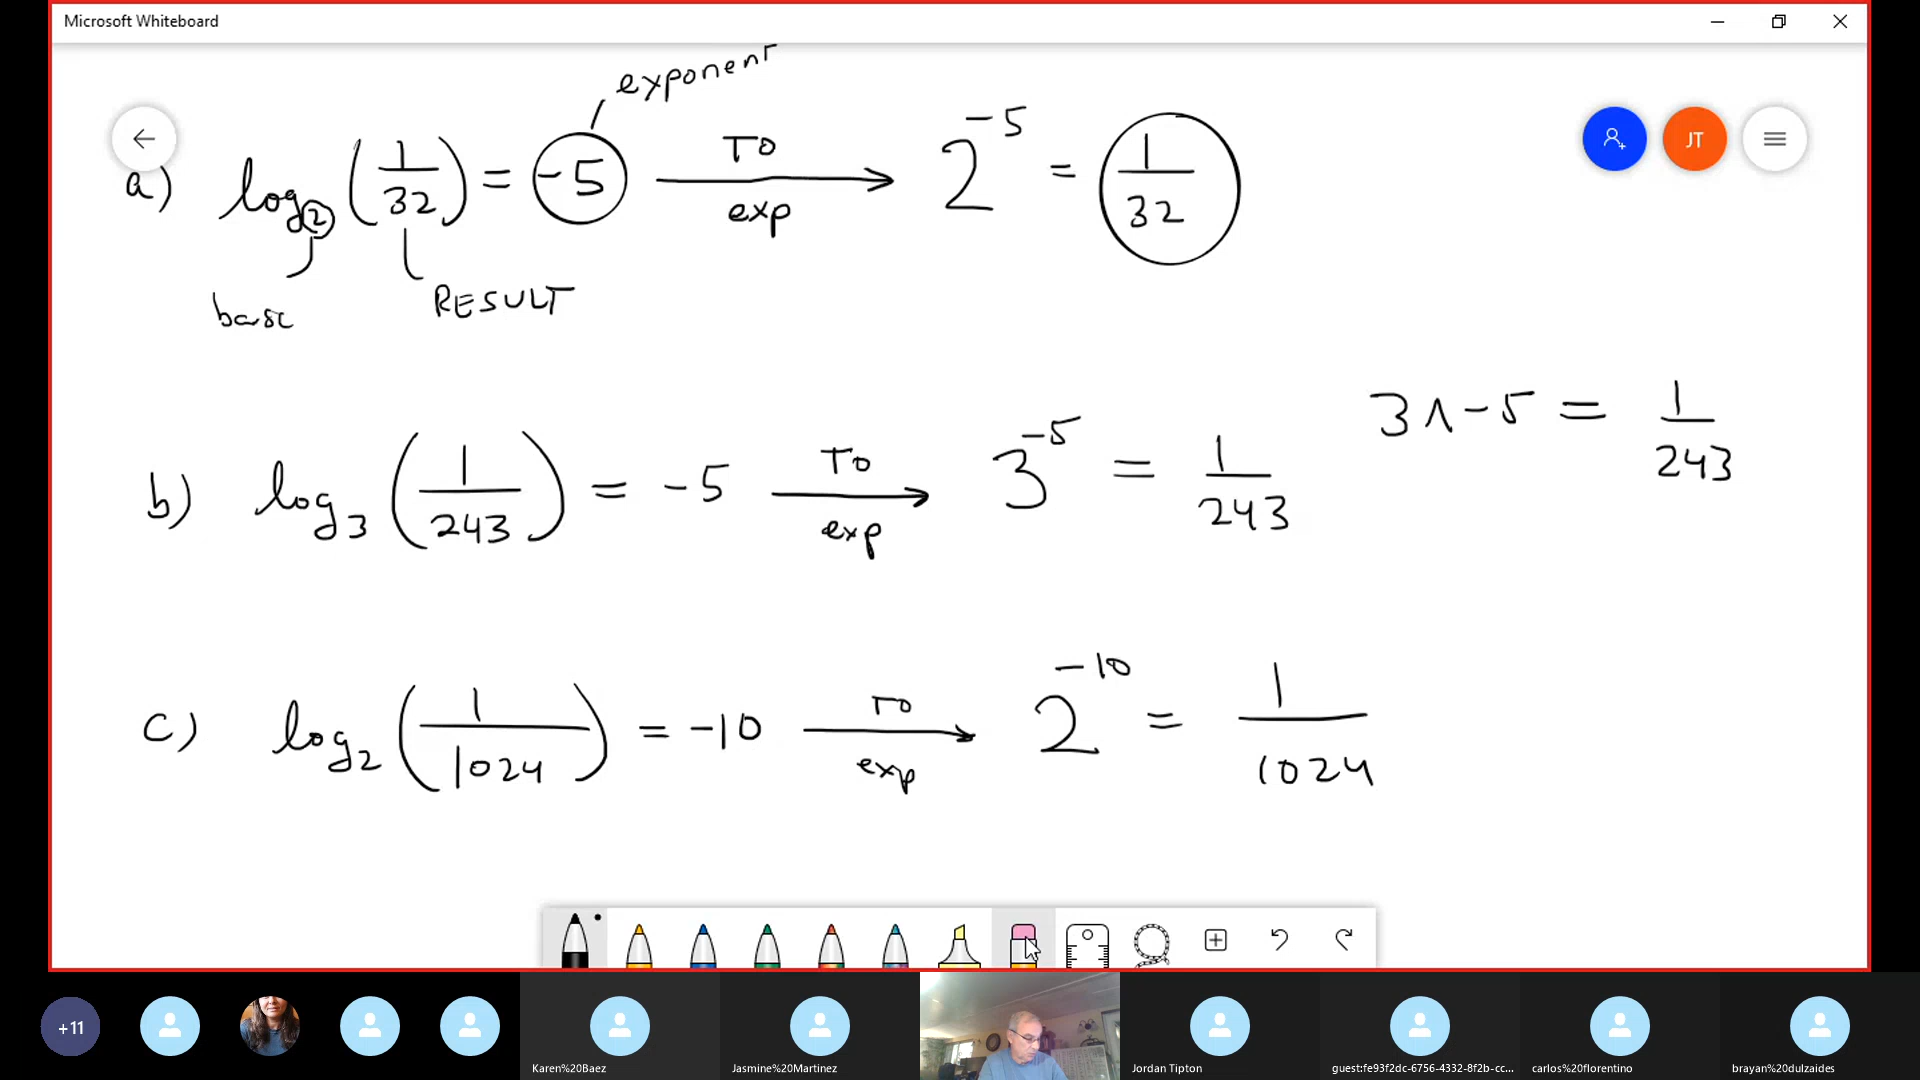 Microsoft Whiteboard
exponent
a) log₂(1/32) = -5 TO exp 2^-5 = 1/32
base RESULT
3^-5 = 1/243
b) log₃(1/243) = -5 TO exp 3^-5 = 1/243
c) log₂(1/1024) = -10 TO exp 2^-10 = 1/1024
JT
+11
Karen%20Baez
Jasmine%20Martinez
Jordan Tipton
guest:fe93f2dc-6756-4332-8f2b-cc...
carlos%20florentino
brayan%20dulzaides